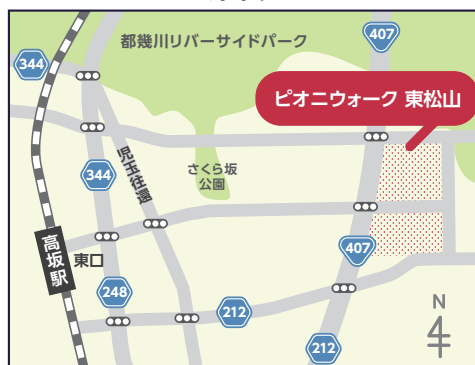 都幾川リバーサイドパーク
407
344
ピオニウォーク 東松山
児玉往還
344
さくら坂
公園
高坂駅
東口
407
248
212
212
N